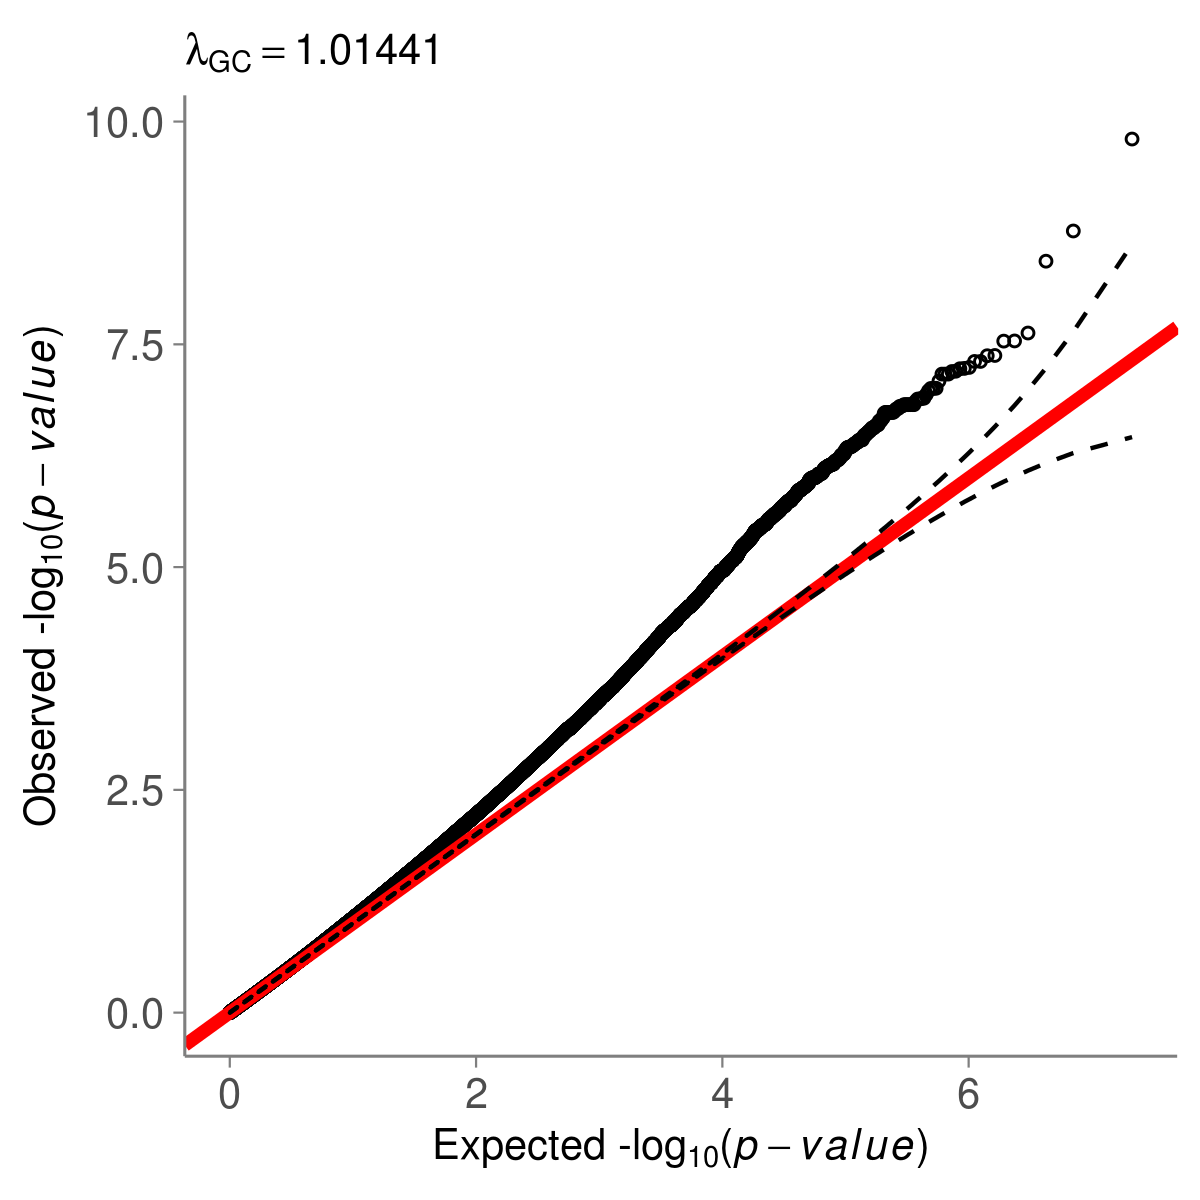 λGC = 1.01441
10.0
7.5
5.0
2.5
0.0
Observed -log10(p − value)
0 2 4 6
Expected -log10(p − value)